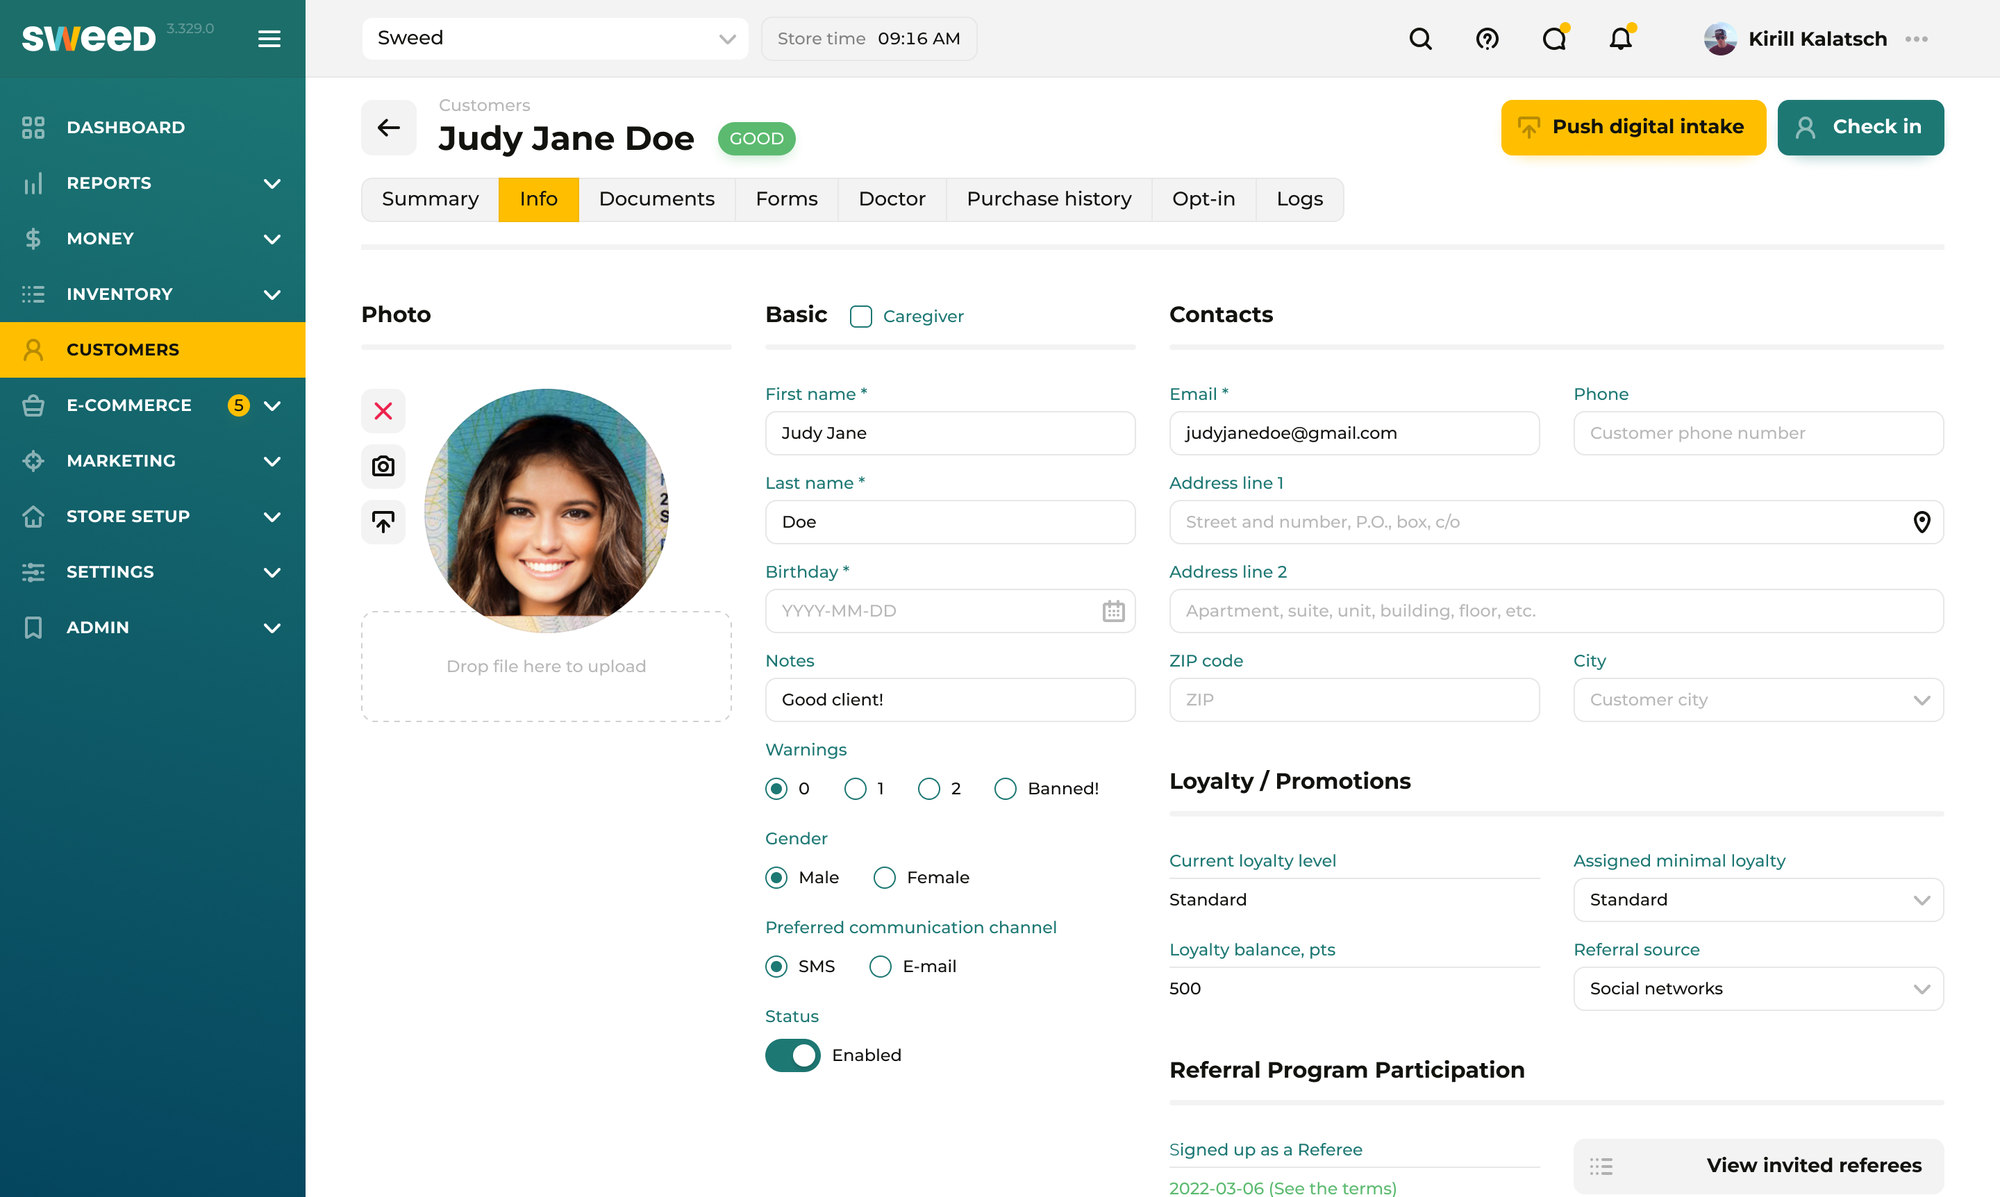 sweed 3.329.0
Sweed
Store time 09:16 AM
Kirill Kalatsch
DASHBOARD
REPORTS
MONEY
INVENTORY
CUSTOMERS
E-COMMERCE 5
MARKETING
STORE SETUP
SETTINGS
ADMIN
Customers
Judy Jane Doe GOOD
Push digital intake
Check in
Summary Info Documents Forms Doctor Purchase history Opt-in Logs
Photo
2
S
Drop file here to upload
Basic Caregiver
First name *
Judy Jane
Last name *
Doe
Birthday *
YYYY-MM-DD
Notes
Good client!
Warnings
0 1 2 Banned!
Gender
Male Female
Preferred communication channel
SMS E-mail
Status
Enabled
Contacts
Email * Phone
judyjanedoe@gmail.com Customer phone number
Address line 1
Street and number, P.O., box, c/o
Address line 2
Apartment, suite, unit, building, floor, etc.
ZIP code City
ZIP Customer city
Loyalty / Promotions
Current loyalty level Assigned minimal loyalty
Standard Standard
Loyalty balance, pts Referral source
500 Social networks
Referral Program Participation
Signed up as a Referee
2022-03-06 (See the terms)
View invited referees